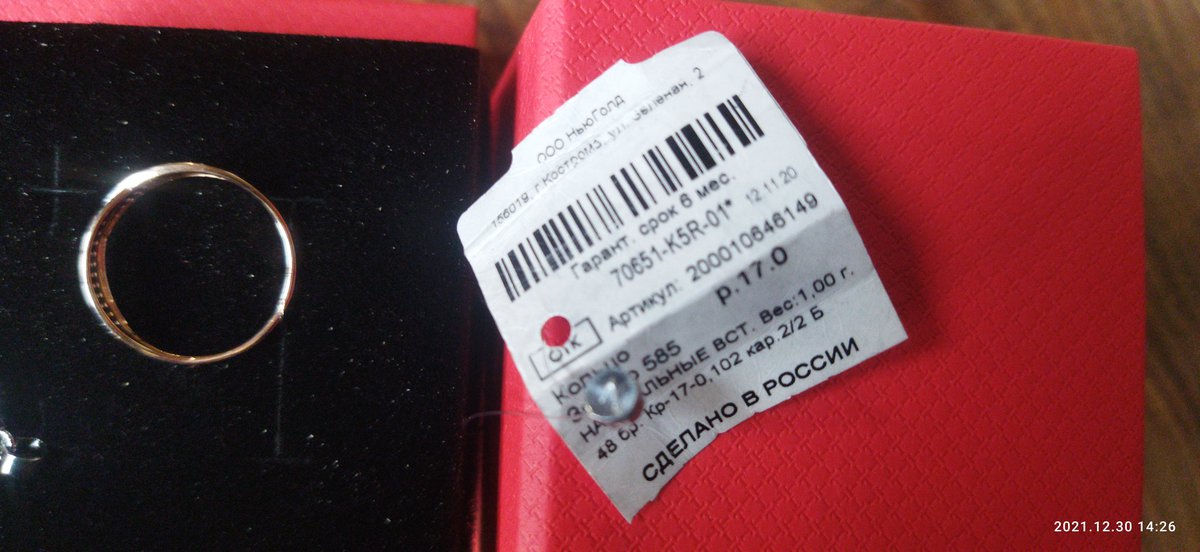 ООО НьюГолд
156019, г.Кострома, ул. Зеленая, 2
Гарант. срок 6 мес.
70651-K5R-01* 12.11.20
Артикул: 200010646149
ОТК р.17.0
Кольцо
585
ВСТ. Вес:1,00 г.
48 бр. Кр-17-0,102 кар.2/2 Б
СДЕЛАНО В РОССИИ
2021.12.30 14:26